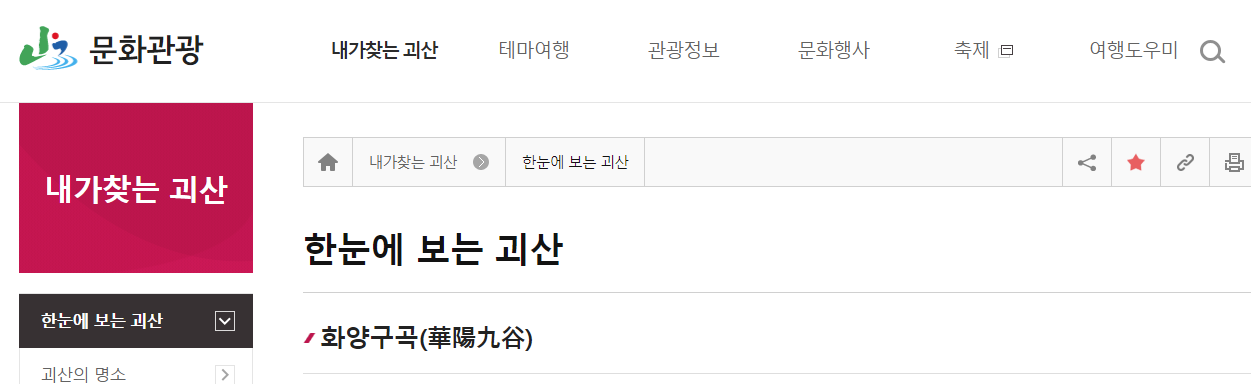 문화관광
내가찾는 괴산 테마여행 관광정보 문화행사 축제 여행도우미
내가찾는 괴산
내가찾는 괴산 한눈에 보는 괴산
한눈에 보는 괴산
한눈에 보는 괴산
화양구곡(華陽九谷)
괴산의 명소